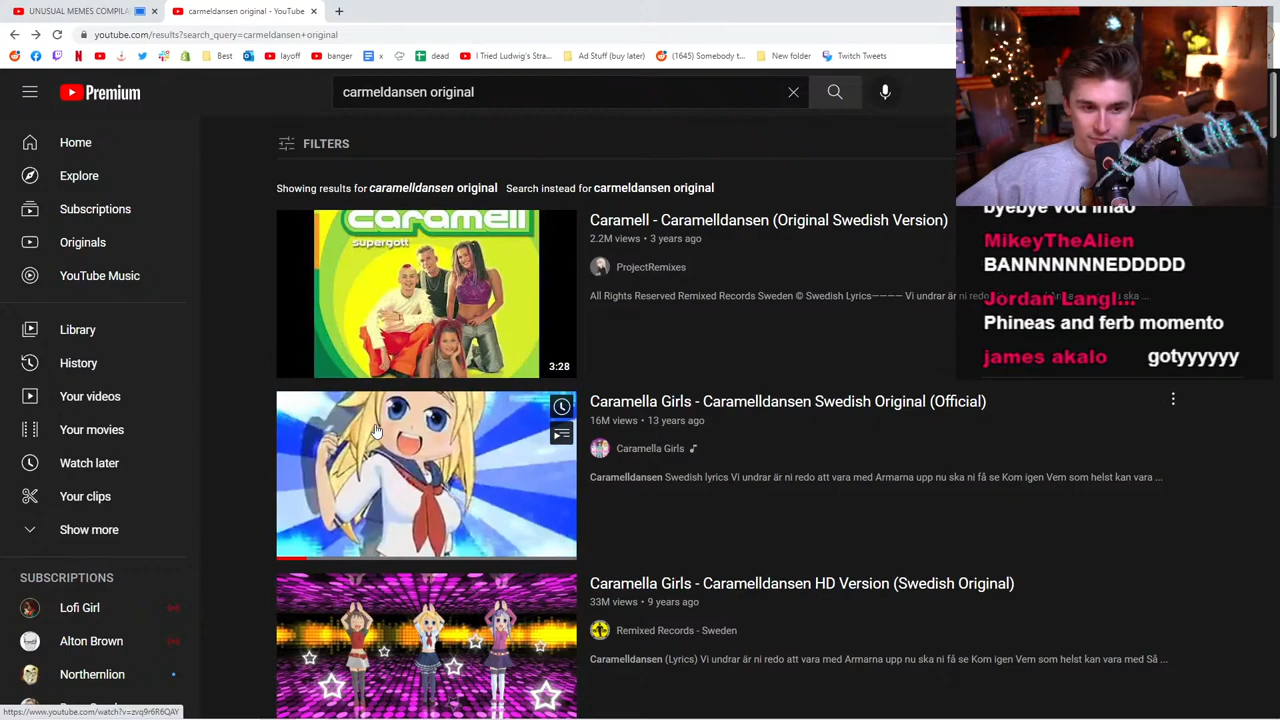 UNUSUAL MEMES COMPILA
carmeldansen original - YouTube
youtube.com/results?search_query=carmeldansen+original
Best
layoff
banger
x
dead
I Tried Ludwig's Stra...
Ad Stuff (buy later)
(1645) Somebody t...
New folder
Twitch Tweets
Premium
carmeldansen original
Home
Explore
Subscriptions
Originals
YouTube Music
Library
History
Your videos
Your movies
Watch later
Your clips
Show more
SUBSCRIPTIONS
Lofi Girl
Alton Brown
Northernlion
https://www.youtube.com/watch?v=zvq9r6R6QAY
FILTERS
Showing results for caramelldansen original Search instead for carmeldansen original
caramell
supergott
3:28
Caramell - Caramelldansen (Original Swedish Version)
2.2M views • 3 years ago
ProjectRemixes
All Rights Reserved Remixed Records Sweden © Swedish Lyrics———— Vi undrar är ni redo
Caramella Girls - Caramelldansen Swedish Original (Official)
16M views • 13 years ago
Caramella Girls
Caramelldansen Swedish lyrics Vi undrar är ni redo att vara med Armarna upp nu ska ni få se Kom igen Vem som helst kan vara ...
Caramella Girls - Caramelldansen HD Version (Swedish Original)
33M views • 9 years ago
Remixed Records - Sweden
Caramelldansen (Lyrics) Vi undrar är ni redo att vara med Armarna upp nu ska ni få se Kom igen Vem som helst kan vara med Så ...
byebye vod lmao
MikeyTheAlien
BANNNNNNNEDDDDD
Jordan Langl...
Phineas and ferb momento
james akalo gotyyyyyy